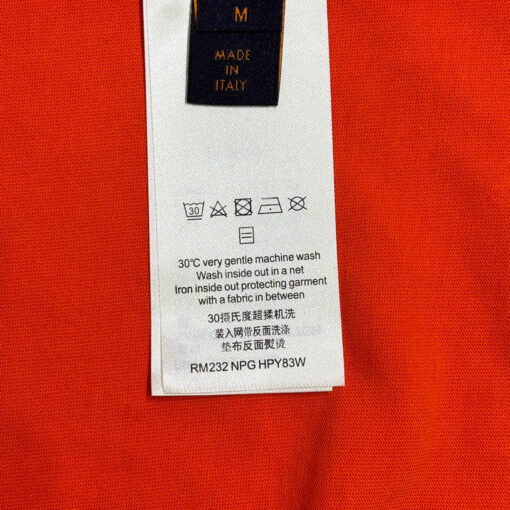 M
MADE
IN
ITALY
30
30°C very gentle machine wash
Wash inside out in a net
Iron inside out protecting garment
with a fabric in between
30摄氏度超揉机洗
装入网带反面洗涤
垫布反面熨烫
RM232 NPG HPY83W